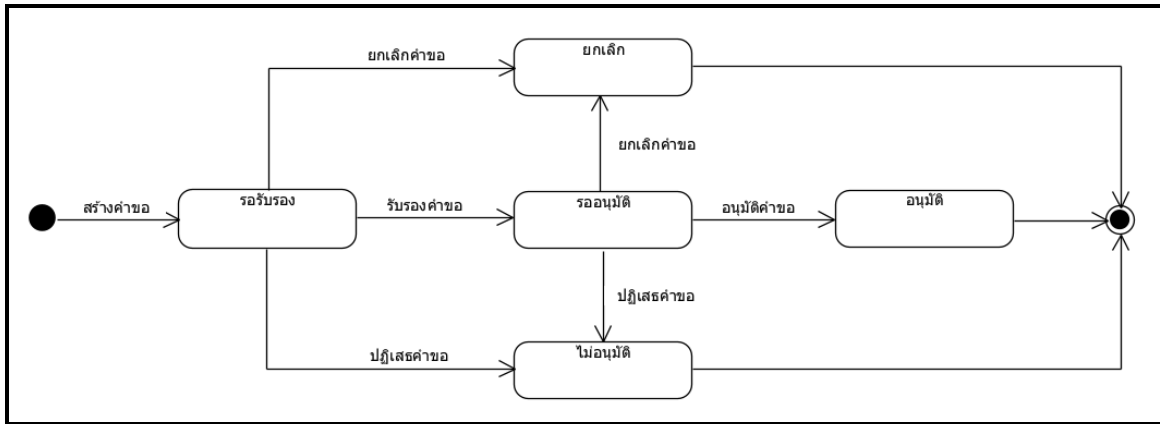 ยกเลิก
ยกเลิกคำขอ
ยกเลิกคำขอ
สร้างคำขอ
รอรับรอง
รับรองคำขอ
รออนุมัติ
อนุมัติคำขอ
อนุมัติ
ปฏิเสธคำขอ
ปฏิเสธคำขอ
ไม่อนุมัติ